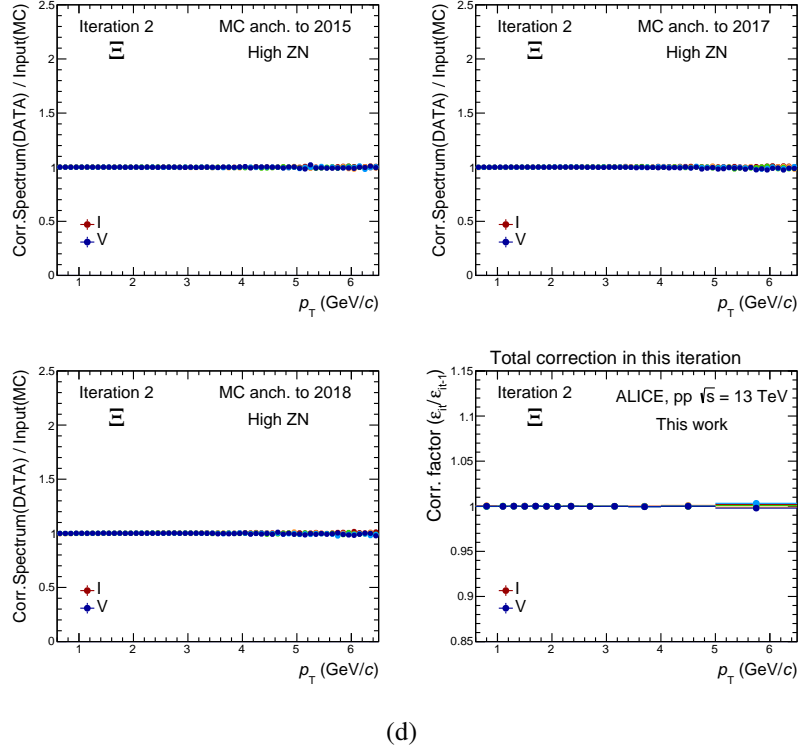 Corr.Spectrum(DATA) / Input(MC)
2.5
2
1.5
1
0.5
0
Iteration 2
MC anch. to 2015
Ξ
High ZN
I
V
1 2 3 4 5 6
p_T (GeV/c)
Corr.Spectrum(DATA) / Input(MC)
2.5
2
1.5
1
0.5
0
Iteration 2
MC anch. to 2017
Ξ
High ZN
I
V
1 2 3 4 5 6
p_T (GeV/c)
Corr.Spectrum(DATA) / Input(MC)
2.5
2
1.5
1
0.5
0
Iteration 2
MC anch. to 2018
Ξ
High ZN
I
V
1 2 3 4 5 6
p_T (GeV/c)
Total correction in this iteration
Corr. factor (ε_it/ε_it-1)
1.15
1.1
1.05
1
0.95
0.9
0.85
Iteration 2
ALICE, pp √s = 13 TeV
Ξ
This work
I
V
1 2 3 4 5 6
p_T (GeV/c)
(d)